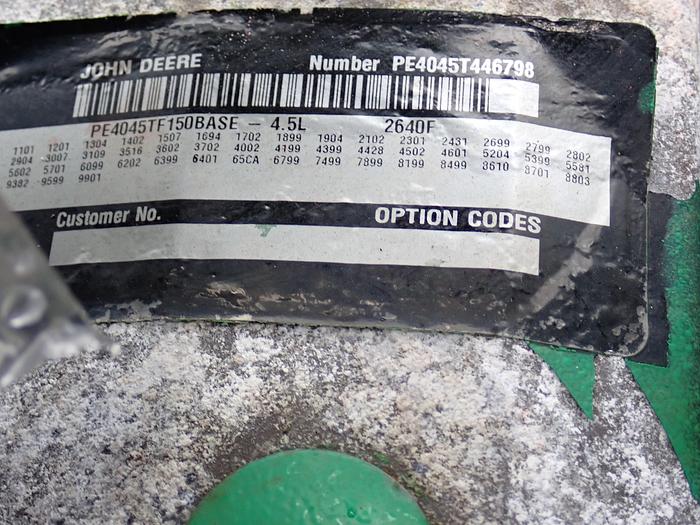 JOHN DEERE Number PE4045T446798
PE4045TF150BASE – 4.5L 2640F
1101 1201 1304 1402 1507 1694 1702 1899 1904 2102 2301 2431 2699 2799 2802
2904 -3007 3109 3516 3602 3702 4002 4199 4399 4428 4502 4601 5204 5399 5581
5602 5701 6099 6202 6399 6401 65CA 6799 7499 7899 8199 8499 8610 8701 8803
9382 9599 9901
Customer No. OPTION CODES